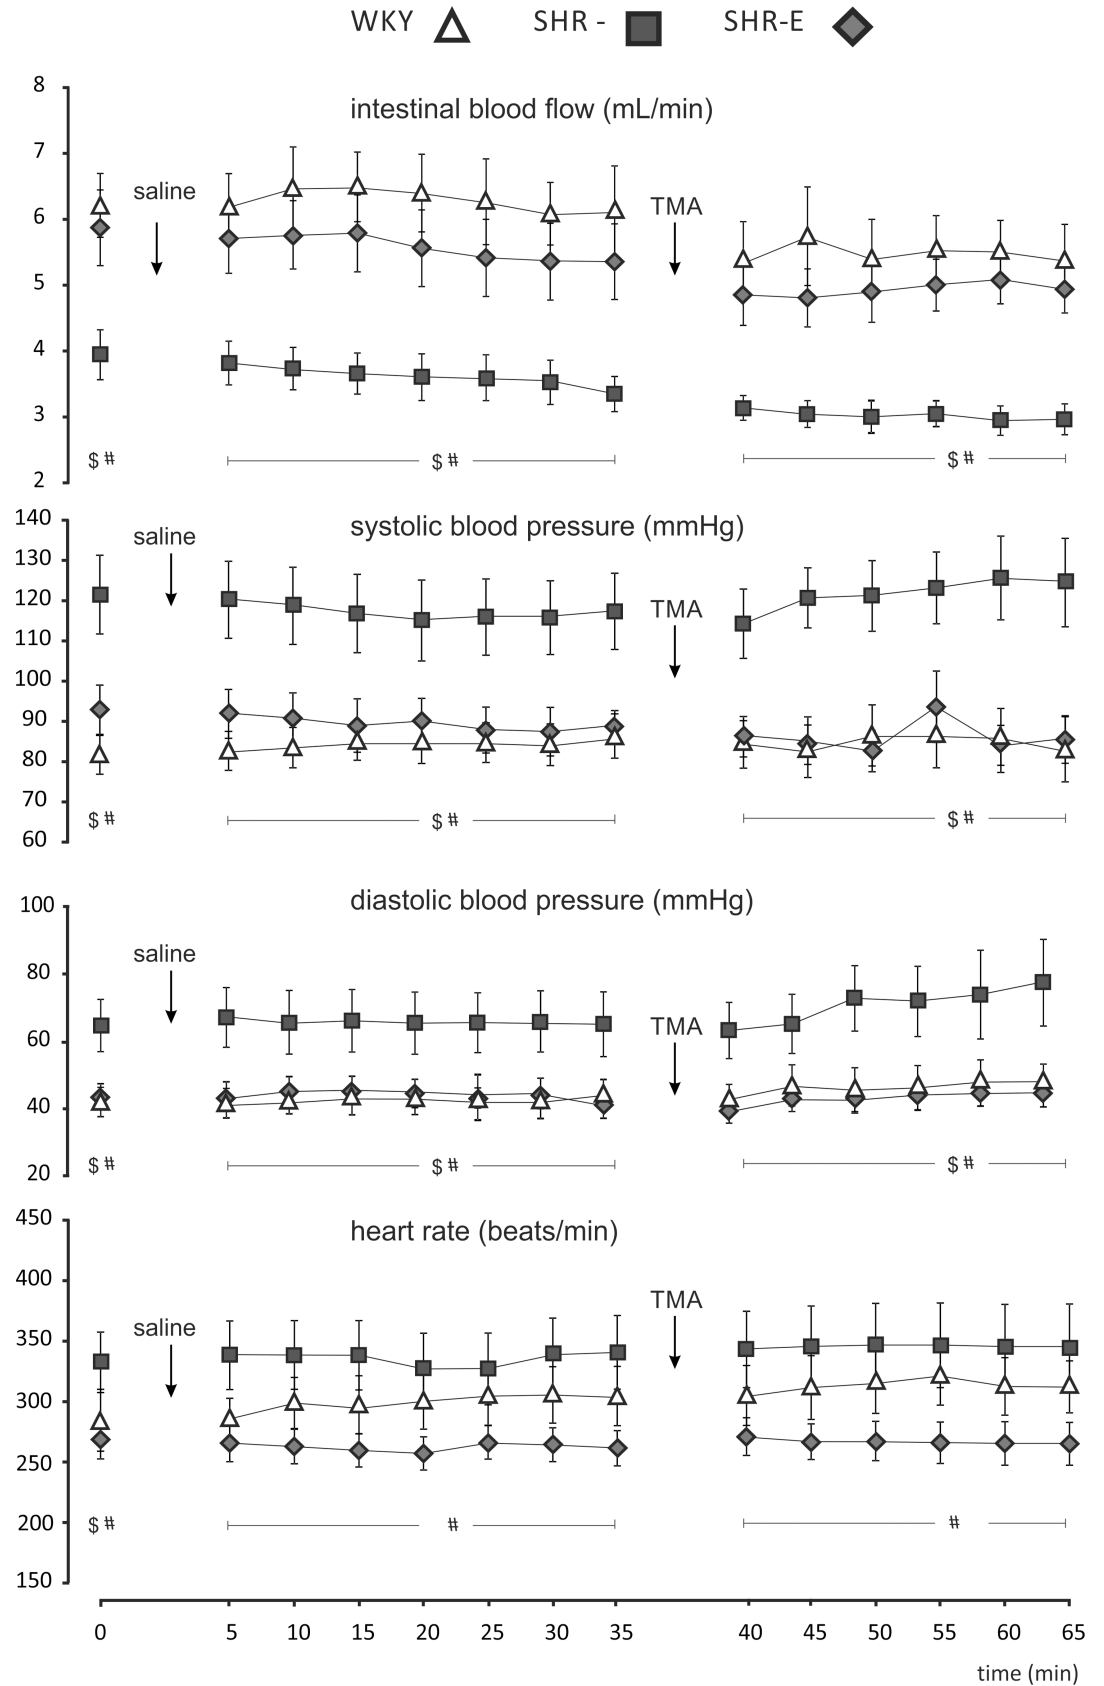 WKY SHR - SHR-E
8
intestinal blood flow (mL/min)
7
saline
TMA
6
5
4
3
$ # $ # $ #
2
140
systolic blood pressure (mmHg)
saline
130
120
TMA
110
100
90
80
70
$ # $ # $ #
60
diastolic blood pressure (mmHg)
100
saline
80
TMA
60
40
$ # $ # $ #
20
450
heart rate (beats/min)
400
TMA
saline
350
300
250
200
$ # # #
150
0 5 10 15 20 25 30 35 40 45 50 55 60 65
time (min)